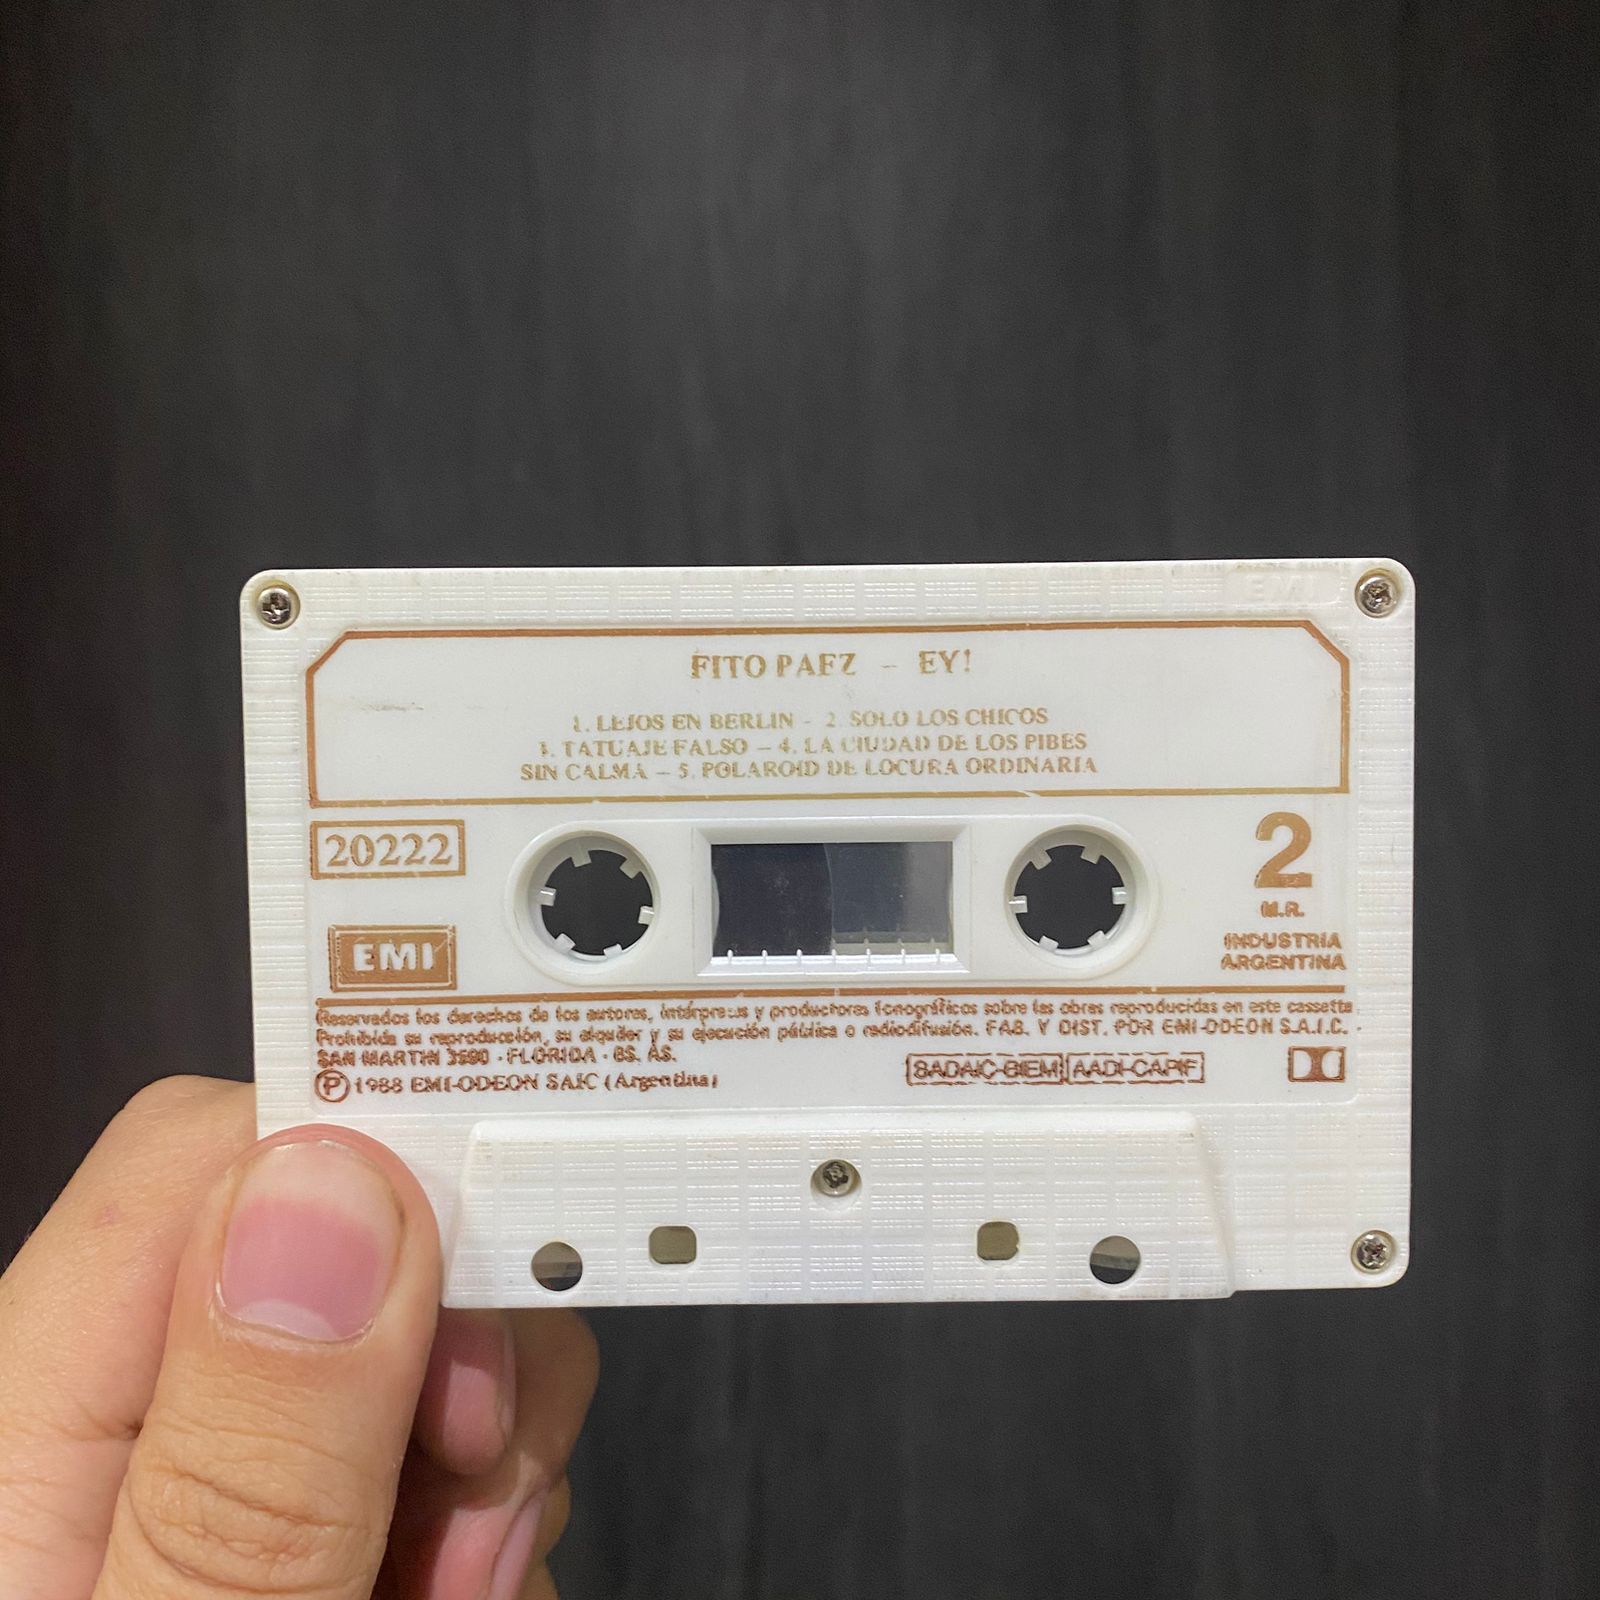 EMI
FITO PAEZ – EY!
1. LEJOS EN BERLIN - 2. SOLO LOS CHICOS
3. TATUAJE FALSO – 4. LA CIUDAD DE LOS PIBES
SIN CALMA – 5. POLAROID DE LOCURA ORDINARIA
20222
2
M.R.
EMI
INDUSTRIA
ARGENTINA
Reservados los derechos de los autores, intérpretes y productores fonográficos sobre las obras reproducidas en este cassette.
Prohibida su reproducción, su alquiler y su ejecución pública o radiodifusión. FAB. Y DIST. POR EMI-ODEON S.A.I.C. -
SAN MARTIN 3590 - FLORIDA - BS. AS.
Ⓟ 1988 EMI-ODEON SAIC (Argentina)
SADAIC-BIEM AADI-CAPIF